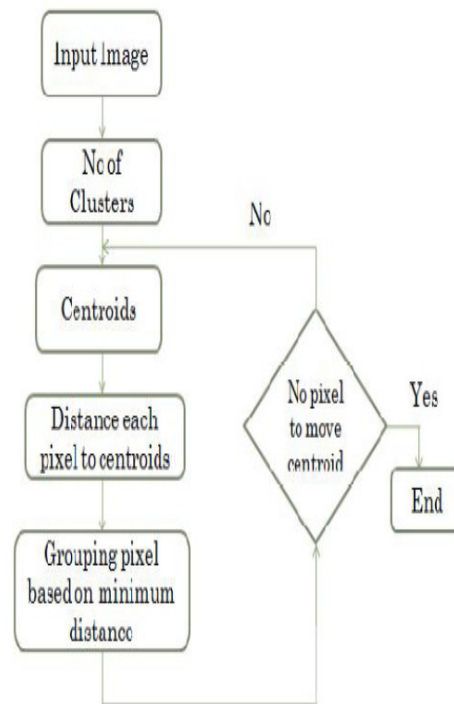 Input Image
No of
Clusters
No
Centroids
Distance each
pixel to centroids
Grouping pixel
based on minimum
distance
No pixel
to move
centroid
Yes
End